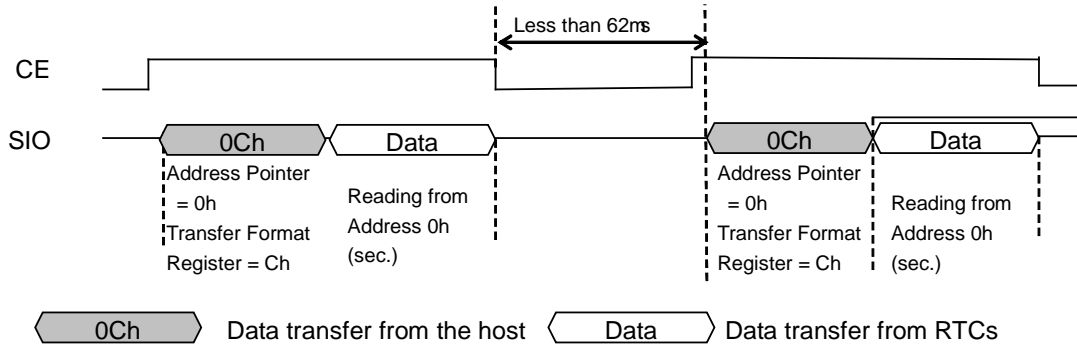 Less than 62ms
CE
SIO
0Ch
Data
0Ch
Data
Address Pointer
= 0h
Transfer Format
Register = Ch
Reading from
Address 0h
(sec.)
Address Pointer
= 0h
Transfer Format
Register = Ch
Reading from
Address 0h
(sec.)
0Ch
Data transfer from the host
Data
Data transfer from RTCs